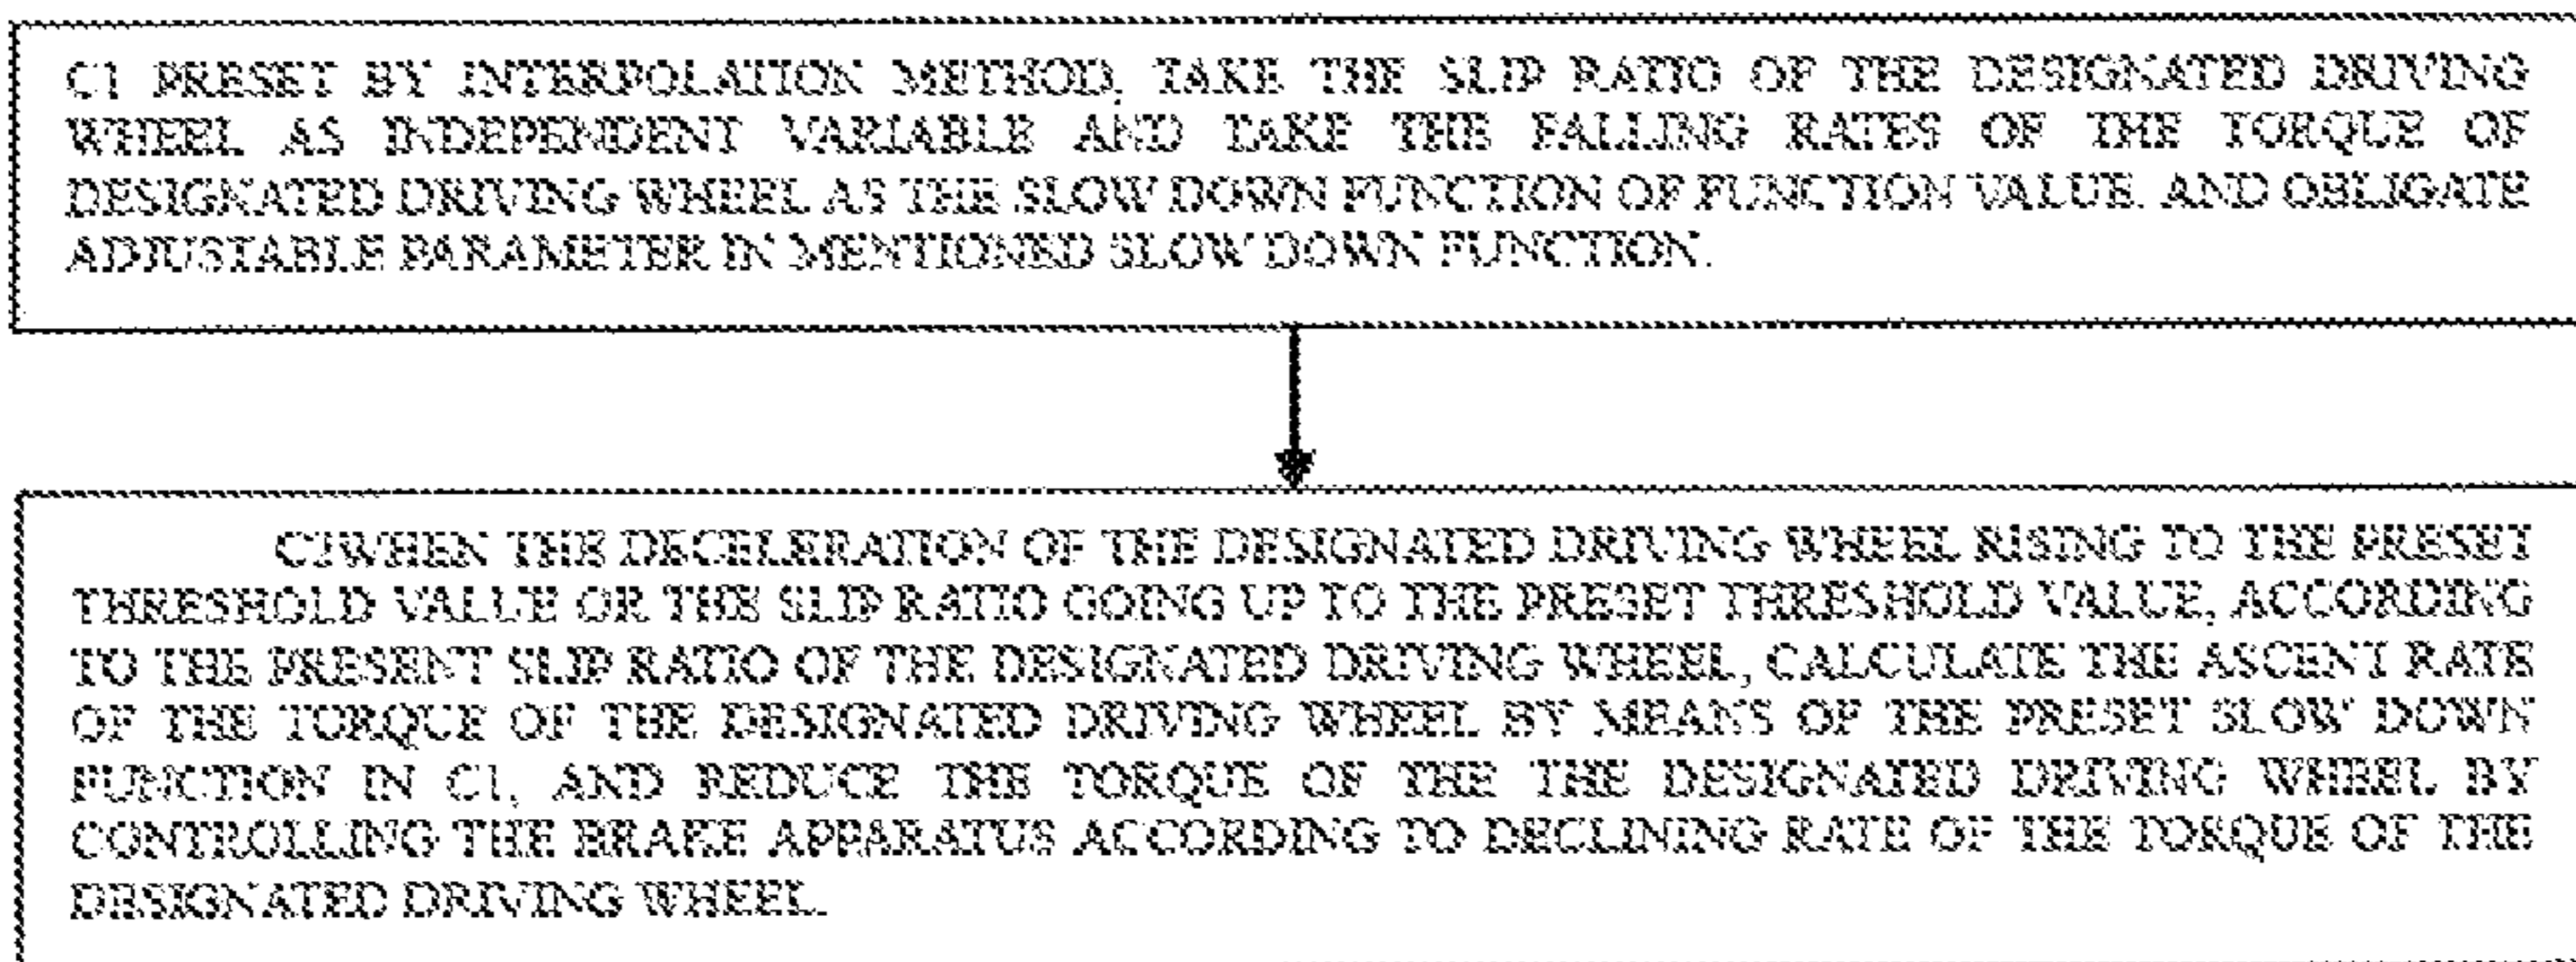 C1 PRESET BY INTERPOLATION METHOD, TAKE THE SLIP RATIO OF THE DESIGNATED DRIVING
WHEEL AS INDEPENDENT VARIABLE AND TAKE THE FALLING RATES OF THE TORQUE OF
DESIGNATED DRIVING WHEEL AS THE SLOW DOWN FUNCTION OF FUNCTION VALUE. AND OBLIGATE
ADJUSTABLE PARAMETER IN MENTIONED SLOW DOWN FUNCTION.
C2WHEN THE DECELERATION OF THE DESIGNATED DRIVING WHEEL RISING TO THE PRESET
THRESHOLD VALUE OR THE SLIP RATIO GOING UP TO THE PRESET THRESHOLD VALUE, ACCORDING
TO THE PRESENT SLIP RATIO OF THE DESIGNATED DRIVING WHEEL, CALCULATE THE ASCENT RATE
OF THE TORQUE OF THE DESIGNATED DRIVING WHEEL BY MEANS OF THE PRESET SLOW DOWN
FUNCTION IN C1, AND REDUCE THE TORQUE OF THE THE DESIGNATED DRIVING WHEEL BY
CONTROLLING THE BRAKE APPARATUS ACCORDING TO DECLINING RATE OF THE TORQUE OF THE
DESIGNATED DRIVING WHEEL.